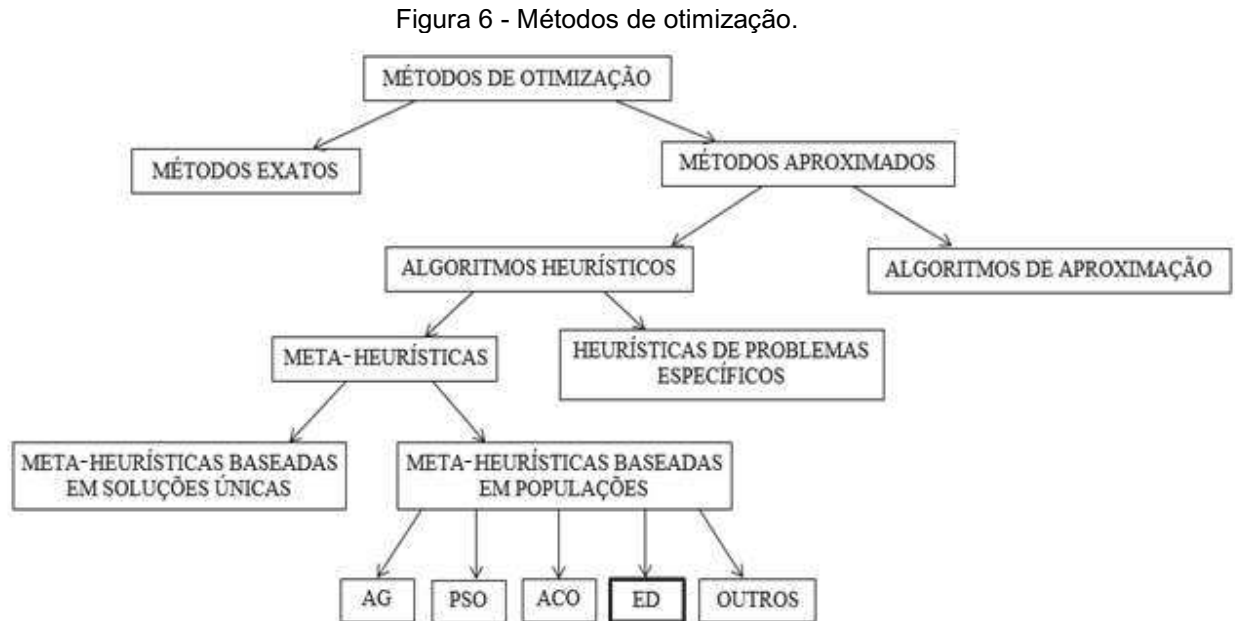 Figura 6 - Métodos de otimização.
MÉTODOS DE OTIMIZAÇÃO
MÉTODOS EXATOS
MÉTODOS APROXIMADOS
ALGORITMOS HEURÍSTICOS
ALGORITMOS DE APROXIMAÇÃO
META-HEURÍSTICAS
HEURÍSTICAS DE PROBLEMAS
ESPECÍFICOS
META-HEURÍSTICAS BASEADAS
EM SOLUÇÕES ÚNICAS
META-HEURÍSTICAS BASEADAS
EM POPULAÇÕES
AG
PSO
ACO
ED
OUTROS